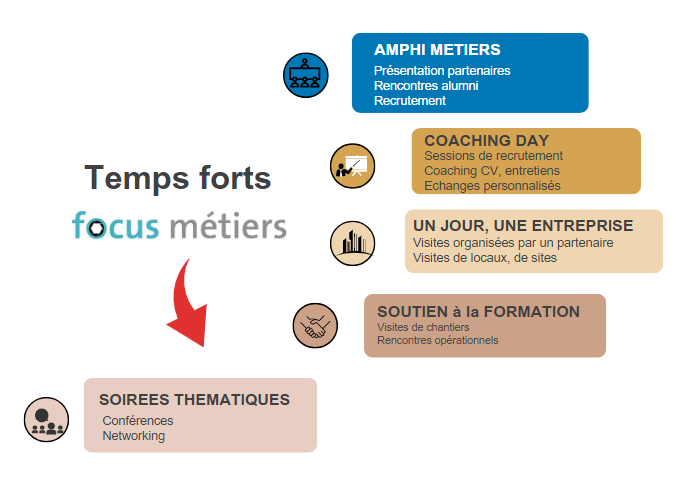 AMPHI METIERS
Présentation partenaires
Rencontres alumni
Recrutement
COACHING DAY
Sessions de recrutement
Coaching CV, entretiens
Echanges personnalisés
Temps forts
focus métiers
UN JOUR, UNE ENTREPRISE
Visites organisées par un partenaire
Visites de locaux, de sites
SOUTIEN à la FORMATION
Visites de chantiers
Rencontres opérationnels
SOIREES THEMATIQUES
Conférences
Networking